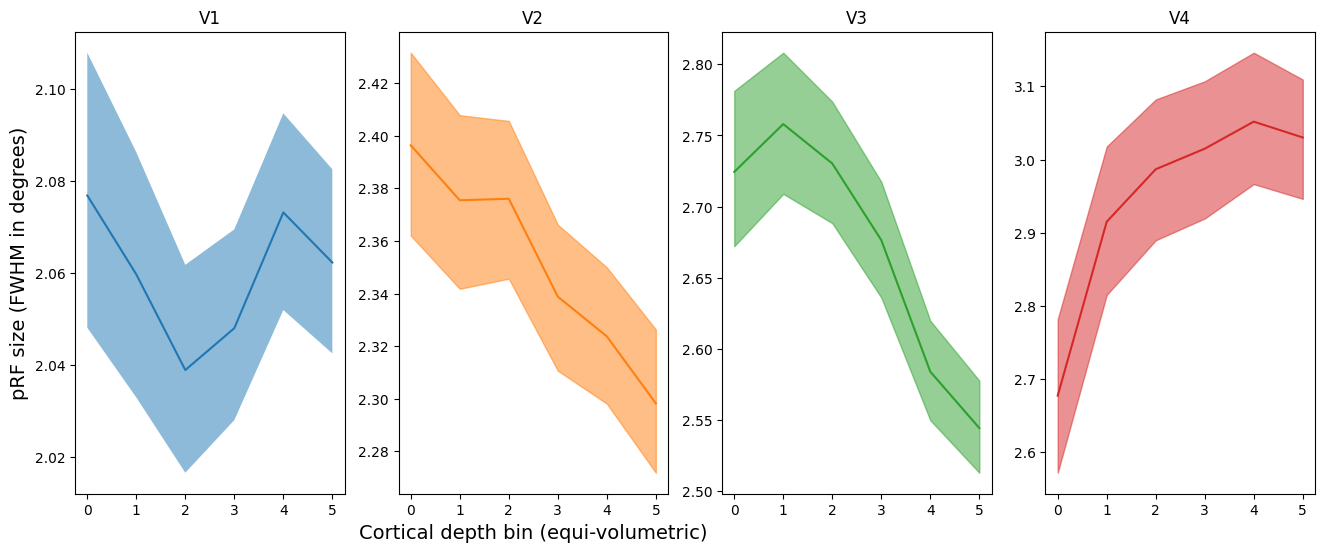 V1
V2
V3
V4
pRF size (FWHM in degrees)
2.10
2.08
2.06
2.04
2.02
0 1 2 3 4 5
2.42
2.40
2.38
2.36
2.34
2.32
2.30
2.28
0 1 2 3 4 5
2.80
2.75
2.70
2.65
2.60
2.55
2.50
0 1 2 3 4 5
3.1
3.0
2.9
2.8
2.7
2.6
0 1 2 3 4 5
Cortical depth bin (equi-volumetric)